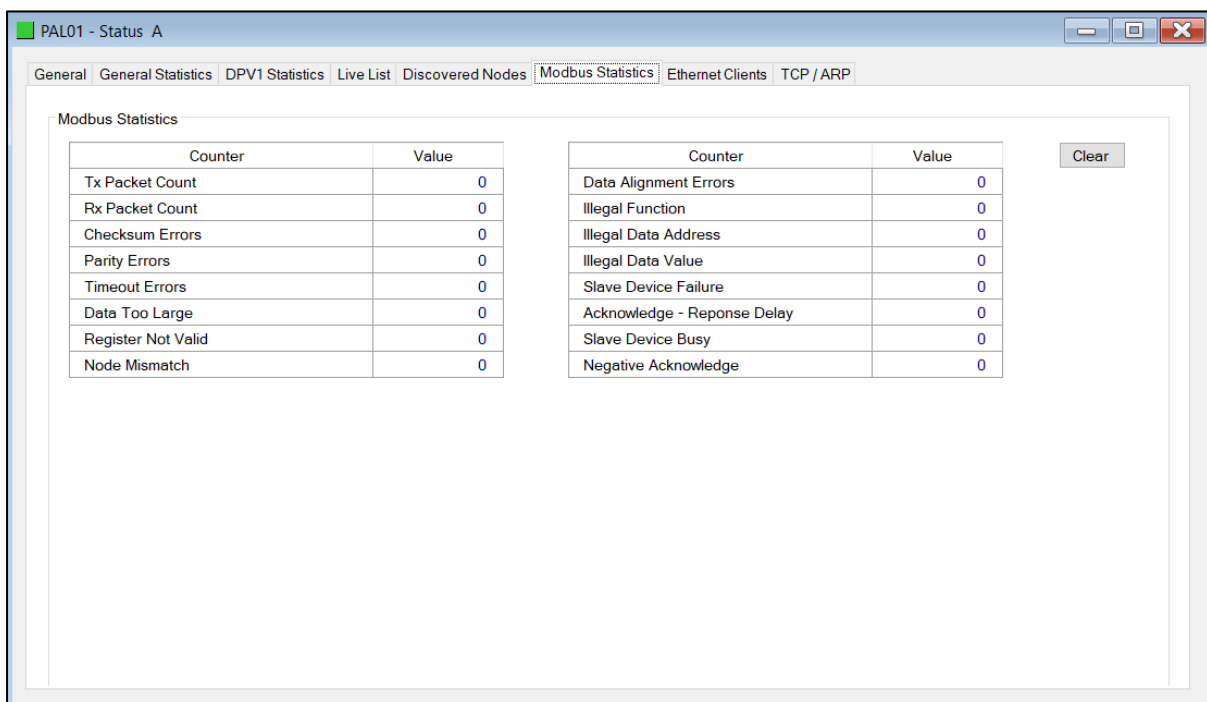 PAL01 - Status A
General General Statistics DPV1 Statistics Live List Discovered Nodes Modbus Statistics Ethernet Clients TCP / ARP
Modbus Statistics
Counter Value Counter Value Clear
Tx Packet Count 0 Data Alignment Errors 0
Rx Packet Count 0 Illegal Function 0
Checksum Errors 0 Illegal Data Address 0
Parity Errors 0 Illegal Data Value 0
Timeout Errors 0 Slave Device Failure 0
Data Too Large 0 Acknowledge - Reponse Delay 0
Register Not Valid 0 Slave Device Busy 0
Node Mismatch 0 Negative Acknowledge 0